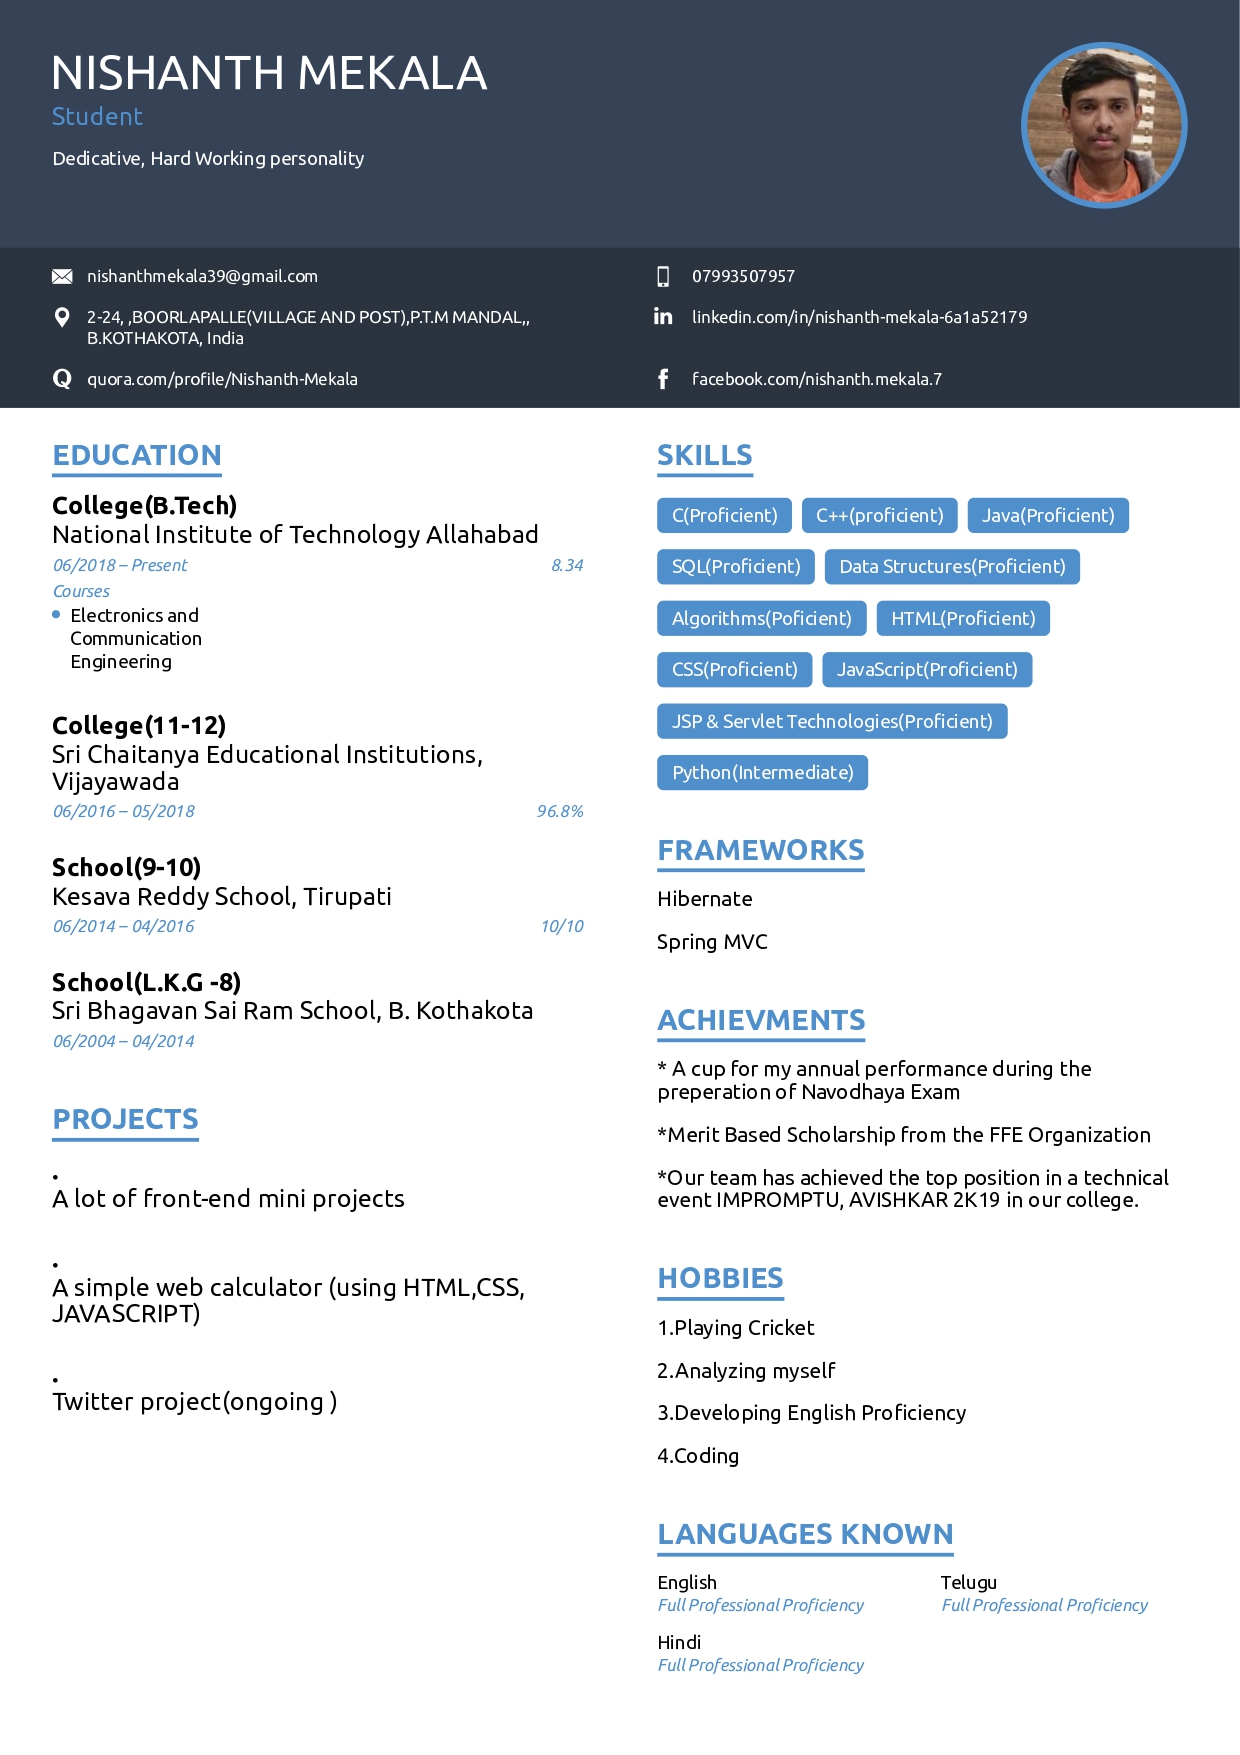 NISHANTH MEKALA
Student
Dedicative, Hard Working personality
nishanthmekala39@gmail.com
07993507957
2-24, ,BOORLAPALLE(VILLAGE AND POST),P.T.M MANDAL,,
B.KOTHAKOTA, India
linkedin.com/in/nishanth-mekala-6a1a52179
quora.com/profile/Nishanth-Mekala
facebook.com/nishanth.mekala.7
EDUCATION
College(B.Tech)
National Institute of Technology Allahabad
06/2018 – Present
8.34
Courses
Electronics and
Communication
Engineering
College(11-12)
Sri Chaitanya Educational Institutions,
Vijayawada
06/2016 – 05/2018
96.8%
School(9-10)
Kesava Reddy School, Tirupati
06/2014 – 04/2016
10/10
School(L.K.G -8)
Sri Bhagavan Sai Ram School, B. Kothakota
06/2004 – 04/2014
PROJECTS
.
A lot of front-end mini projects
.
A simple web calculator (using HTML,CSS,
JAVASCRIPT)
.
Twitter project(ongoing )
SKILLS
C(Proficient) C++(proficient) Java(Proficient)
SQL(Proficient) Data Structures(Proficient)
Algorithms(Poficient) HTML(Proficient)
CSS(Proficient) JavaScript(Proficient)
JSP & Servlet Technologies(Proficient)
Python(Intermediate)
FRAMEWORKS
Hibernate
Spring MVC
ACHIEVMENTS
* A cup for my annual performance during the
preperation of Navodhaya Exam
*Merit Based Scholarship from the FFE Organization
*Our team has achieved the top position in a technical
event IMPROMPTU, AVISHKAR 2K19 in our college.
HOBBIES
1.Playing Cricket
2.Analyzing myself
3.Developing English Proficiency
4.Coding
LANGUAGES KNOWN
English
Full Professional Proficiency
Telugu
Full Professional Proficiency
Hindi
Full Professional Proficiency